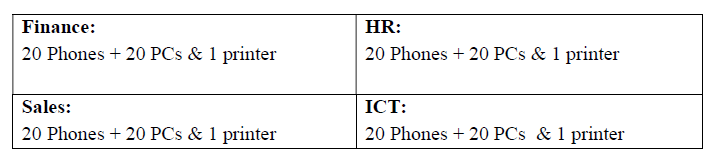 Finance:
20 Phones + 20 PCs & 1 printer
HR:
20 Phones + 20 PCs & 1 printer
Sales:
20 Phones + 20 PCs & 1 printer
ICT:
20 Phones + 20 PCs  & 1 printer